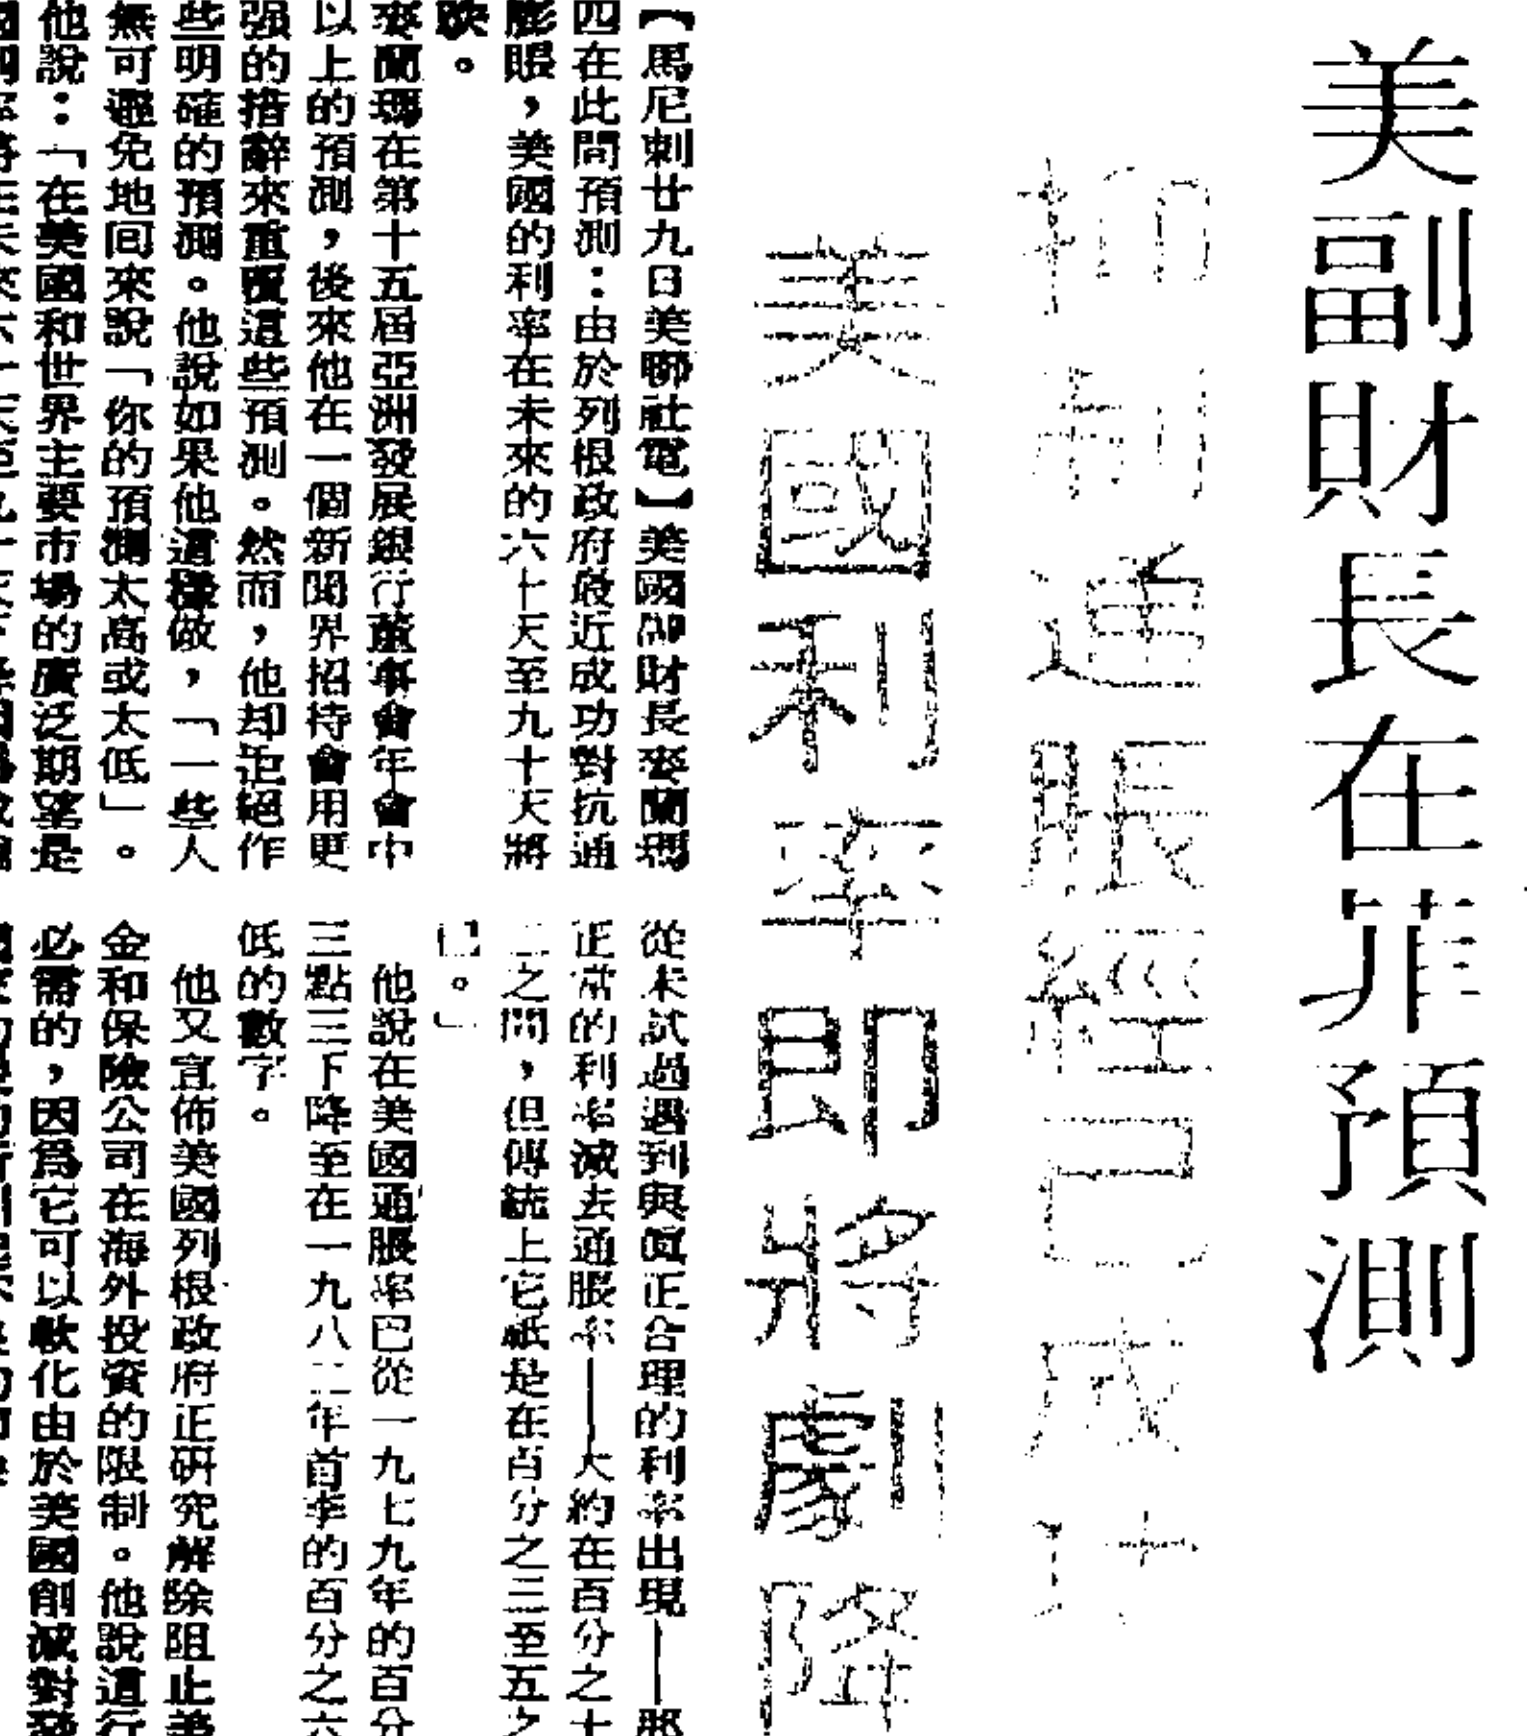 美副財長在菲預測
抑制通脹經已成功
美國利率即將劇降
【馬尼剌廿九日美聯社電】美國副財長麥蘭瑪
四在此間預測：由於列根政府最近成功對抗通
膨脹，美國的利率在未來的六十天至九十天將
跌。
麥蘭瑪在第十五屆亞洲發展銀行董事會年會中
以上的預測，後來他在一個新聞界招待會用更
强的措辭來重覆這些預測。然而，他却拒絕作
些明確的預測。他說如果他這樣做，「一些人
無可避免地回來說「你的預測太高或太低」。
他說：「在美國和世界主要市場的廣泛期望是
從未試過遇到與眞正合理的利率出現——那
正常的利率減去通脹率——大約在百分之十
二之間，但傳統上它祇是在百分之三至五之
已。」
他說在美國通脹率已從一九七九年的百分
三點三下降至在一九八二年首季的百分之六
低的數字。
他又宣佈美國列根政府正研究解除阻止美
金和保險公司在海外投資的限制。他說這行
必需的，因爲它可以軟化由於美國削減對發